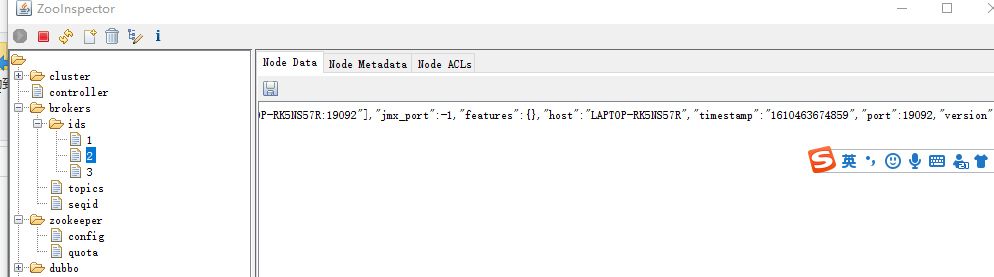 ZooInspector
Node Data
Node Metadata
Node ACLs
cluster
controller
brokers
ids
1
2
3
topics
seqid
zookeeper
config
quota
dubbo
OP-RK5NS57R:19092"],"jmx_port":-1,"features":{},"host":"LAPTOP-RK5NS57R","timestamp":"1610463674859","port":19092,"version"
英